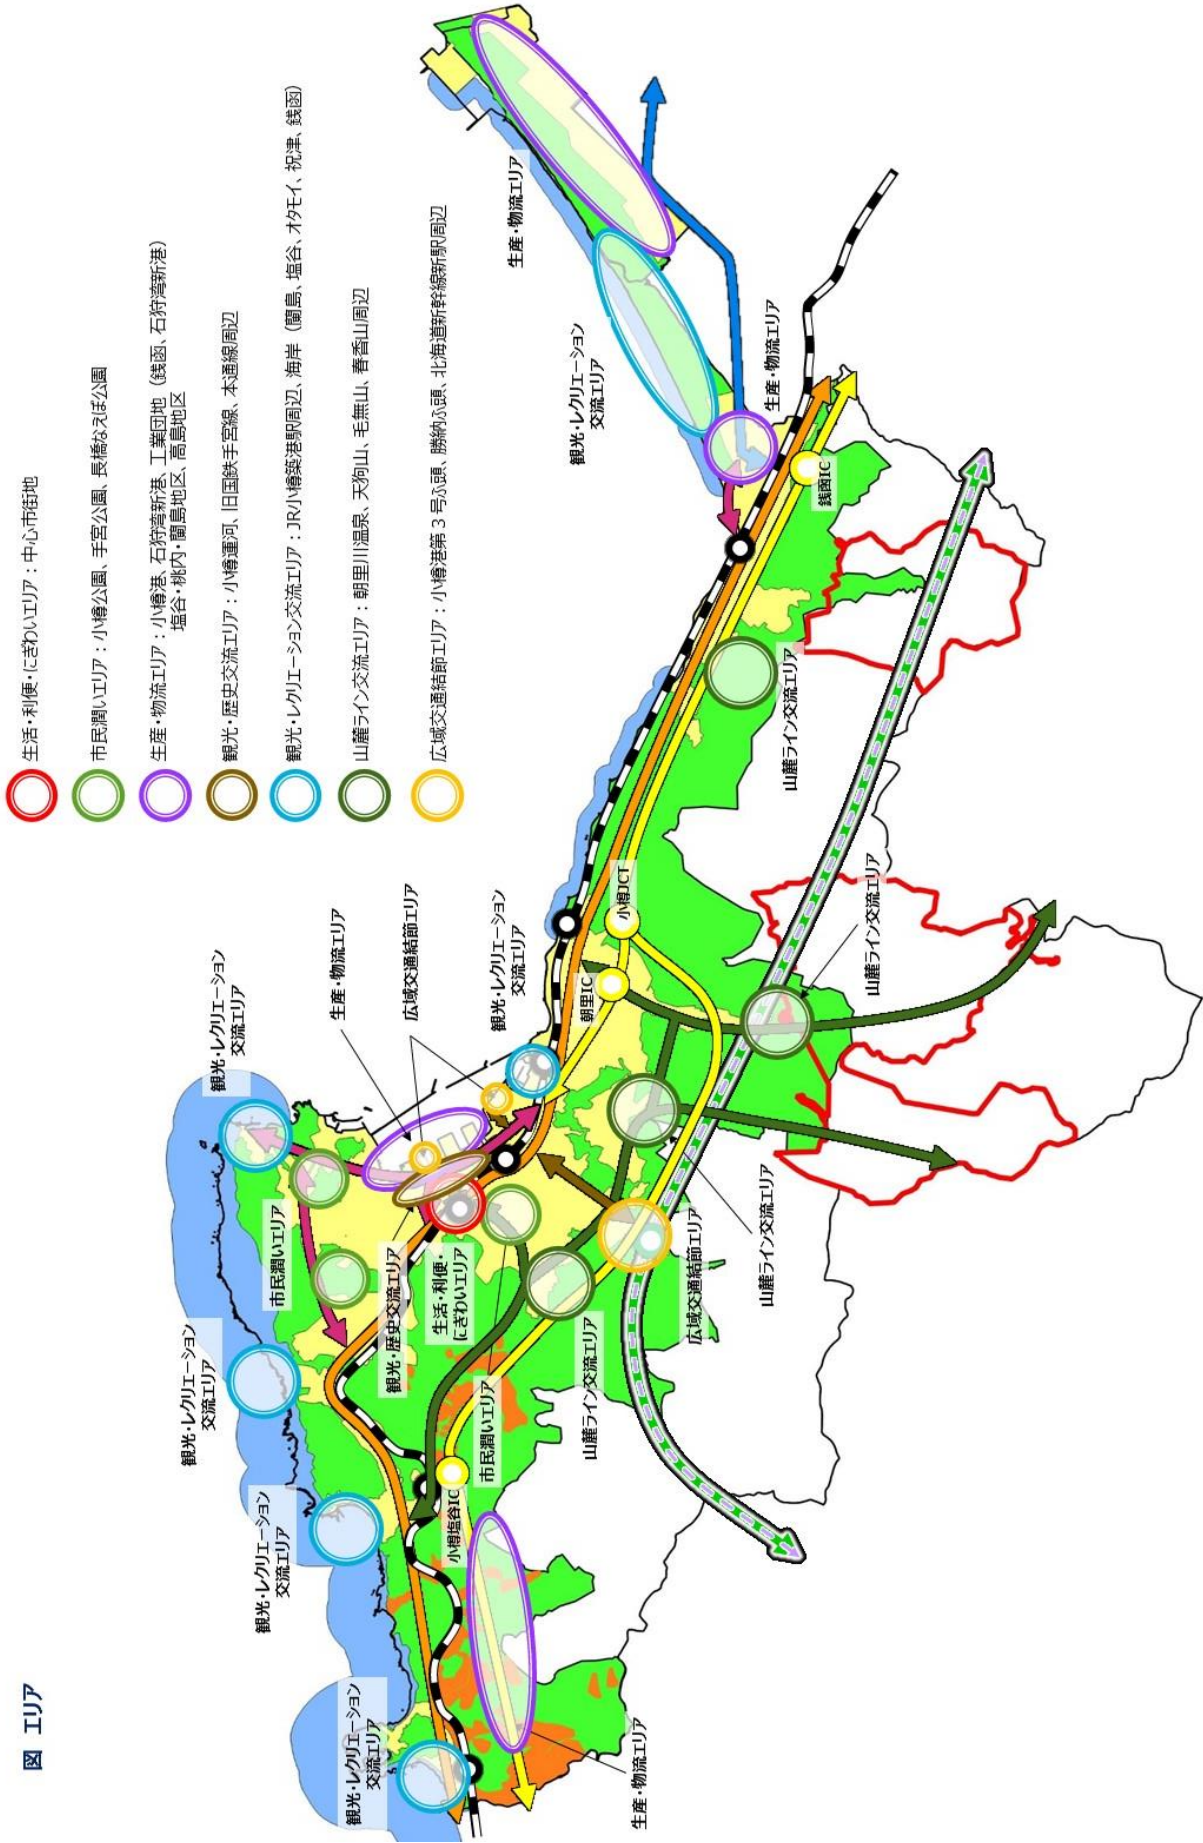 図 エリア
生活・利便・にぎわいエリア：中心市街地
市民潤いエリア：小樽公園、手宮公園、長橋なえぼ公園
生産・物流エリア：小樽港、石狩湾新港、工業団地（銭函、石狩湾新港）
塩谷・桃内・蘭島地区、高島地区
観光・歴史交流エリア：小樽運河、旧国鉄手宮線、本通線周辺
観光・レクリエーション交流エリア：JR小樽築港駅周辺、海岸（蘭島、塩谷、オタモイ、祝津、銭函）
山麓ライン交流エリア：朝里川温泉、天狗山、毛無山、春香山周辺
広域交通結節エリア：小樽港第３号ふ頭、勝納ふ頭、北海道新幹線新駅周辺
観光・レクリエーション
交流エリア
観光・レクリエーション
交流エリア
観光・レクリエーション
交流エリア
観光・レクリエーション
交流エリア
市民潤いエリア
生産・物流エリア
広域交通結節エリア
観光・レクリエーション
交流エリア
観光・歴史交流エリア
生活・利便・
にぎわいエリア
小樽塩谷IC
市民潤いエリア
山麓ライン交流エリア
広域交通結節エリア
山麓ライン交流エリア
生産・物流エリア
朝里IC
小樽JCT
山麓ライン交流エリア
山麓ライン交流エリア
銭函IC
生産・物流エリア
観光・レクリエーション
交流エリア
生産・物流エリア